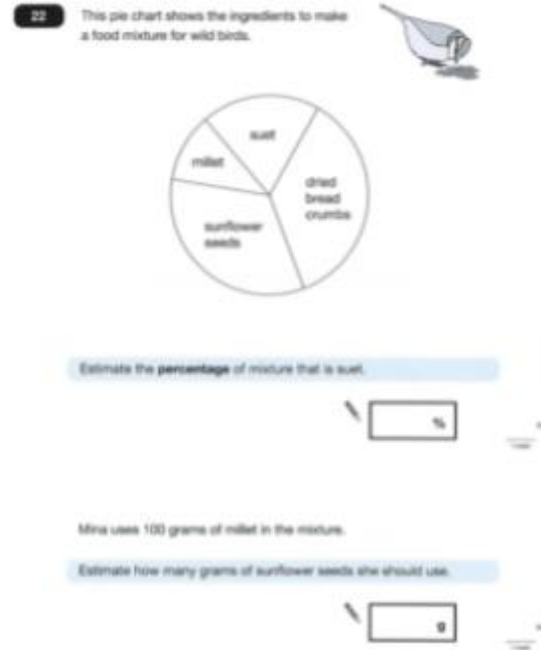 22
This pie chart shows the ingredients to make
a food mixture for wild birds.
suet
millet
dried
bread
crumbs
sunflower
seeds
Estimate the percentage of mixture that is suet.
%
Mina uses 100 grams of millet in the mixture.
Estimate how many grams of sunflower seeds she should use.
g